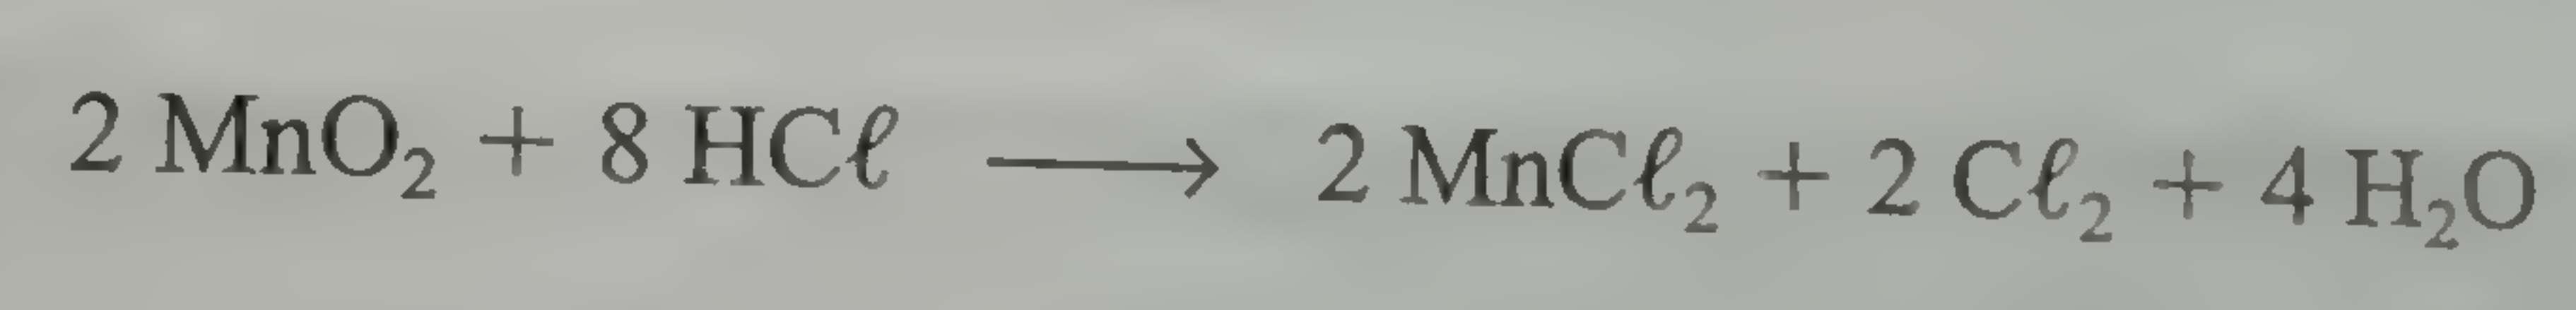 2 MnO₂ + 8 HCℓ ⟶ 2 MnCℓ₂ + 2 Cℓ₂ + 4 H₂O